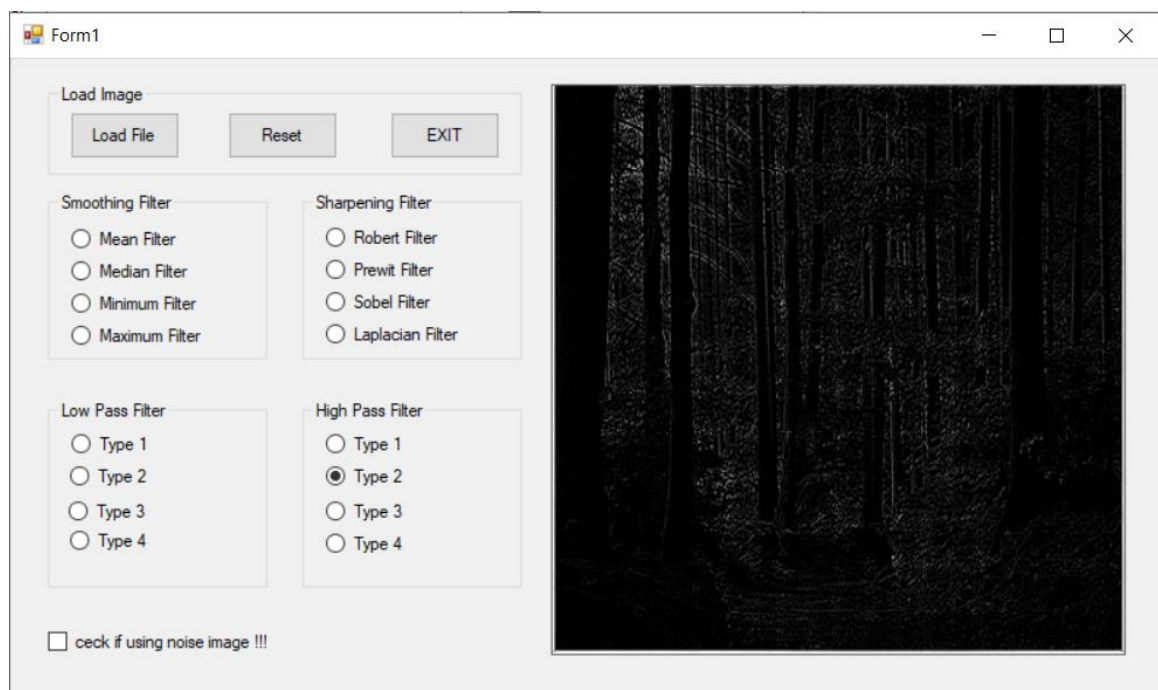 Form1
Load Image
Load File Reset EXIT
Smoothing Filter
Mean Filter
Median Filter
Minimum Filter
Maximum Filter
Sharpening Filter
Robert Filter
Prewit Filter
Sobel Filter
Laplacian Filter
Low Pass Filter
Type 1
Type 2
Type 3
Type 4
High Pass Filter
Type 1
Type 2
Type 3
Type 4
ceck if using noise image !!!